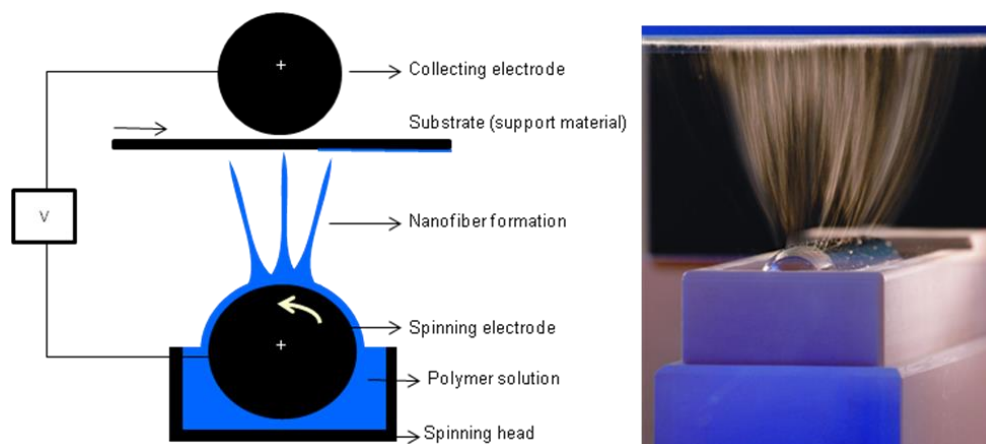 Collecting electrode
Substrate (support material)
V
Nanofiber formation
Spinning electrode
Polymer solution
Spinning head